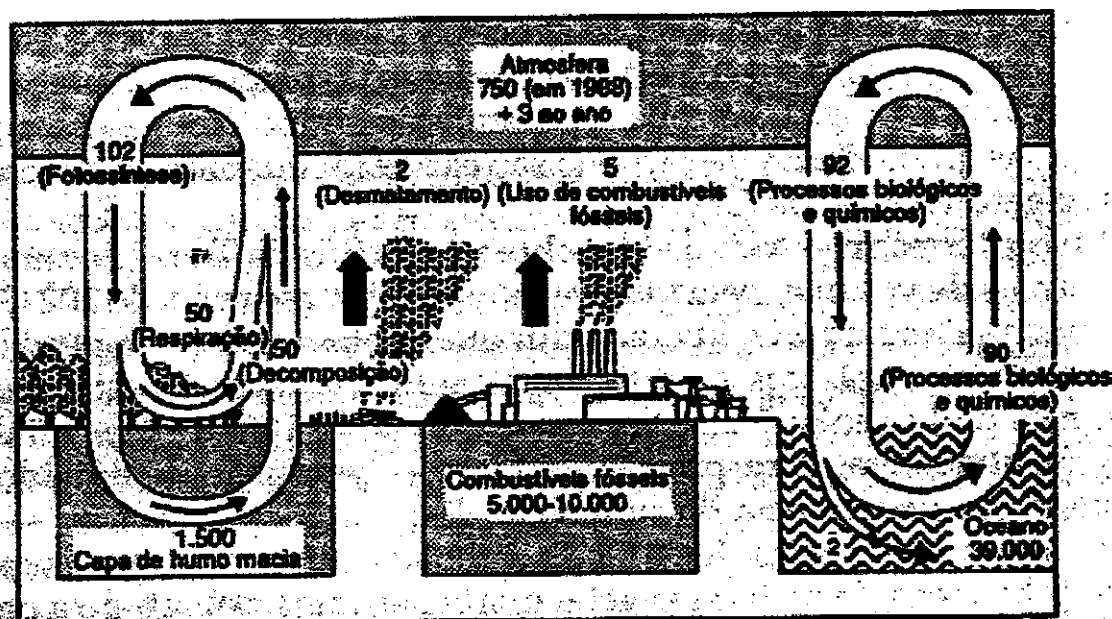 Atmosfera
750 (em 1988)
+ 3 ao ano
102
(Fotossíntese)
2
(Desmatamento)
5
(Uso de combustíveis
fósseis)
92
(Processos biológicos
e químicos)
50
(Respiração)
50
(Decomposição)
90
(Processos biológicos
e químicos)
1.500
Capa de humo macia
Combustíveis fósseis
5.000-10.000
2
Oceano
39.000